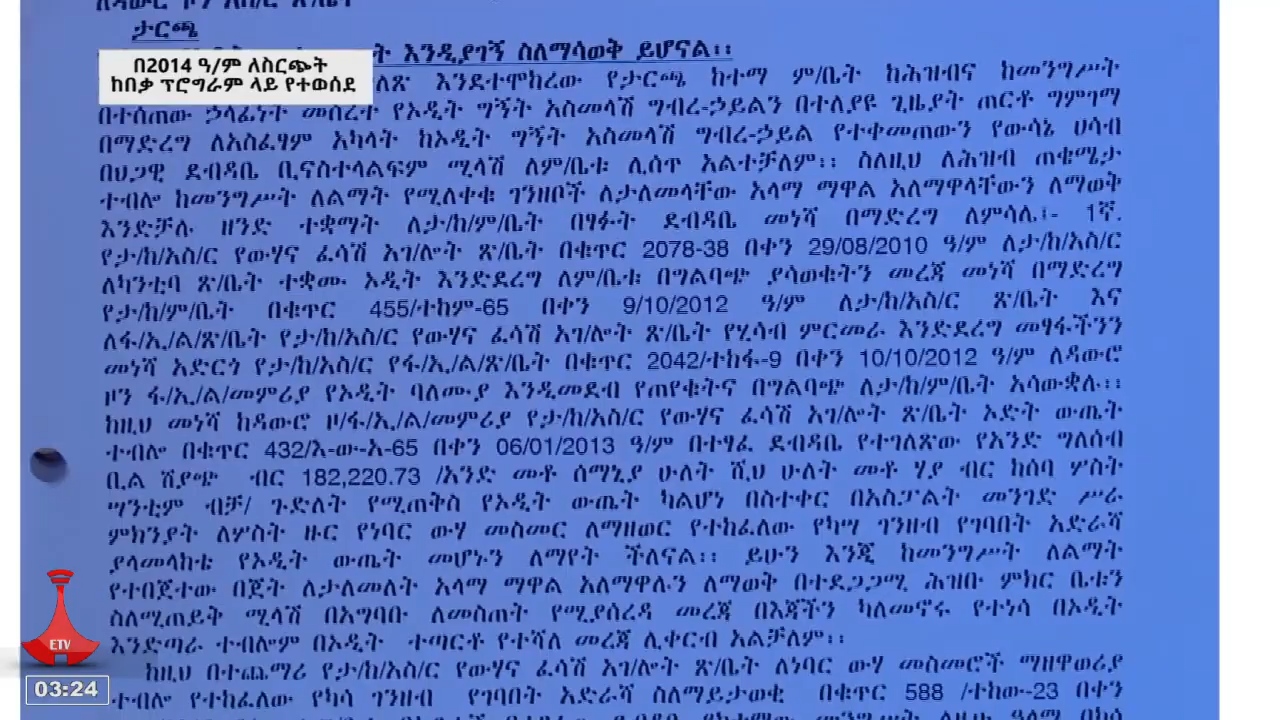 ታርጫ
እንዲያገኝ ስለማሳወቅ ይሆናል፡፡
በ2014 ዓ/ም ለስርጭት
ከበቃ ፕሮግራም ላይ የተወሰደ
ለጽ እንደተሞከረው የታርጫ ከተማ ም/ቤት ከሕዝብና ከመንግሥት
በተሰጠው ኃላፊነት መሰረት የኦዲት ግኝት አስመላሽ ግብረ-ኃይልን በተለያዩ ጊዜያት ጠርቶ ግምገማ
በማድረግ ለአስፈፃም አካላት ከኦዲት ግኝት አስመላሽ ግብረ-ኃይል የተቀመጠውን የውሳኔ ሀሳብ
በህጋዊ ደብዳቤ ቢናስተላልፍም ሚላሽ ለም/ቤቱ ሊሰጥ አልተቻለም፡፡ ስለዚህ ለሕዝብ ጠቁሜታ
ተብሎ ከመንግሥት ለልማት የሚለቀቁ ገንዘቦች ለታለመላቸው አላማ ማዋል አለማዋላቸውን ለማወቅ
እንድቻሉ ዘንድ ተቋማት ለታ/ከ/ም/ቤት በፃፉት ደብዳቤ መነሻ በማድረግ ለምሳሌ፡- 1ኛ.
የታ/ከ/አስ/ር የውሃና ፈሳሽ አገ/ሎት ጽ/ቤት በቁጥር 2078-38 በቀን 29/08/2010 ዓ/ም ለታ/ከ/አስ/ር
ለካንቲባ ጽ/ቤት ተቋሙ ኦዲት እንድደረግ ለም/ቤቱ በግልባጭ ያሳወቁትን መረጃ መነሻ በማድረግ
የታ/ከ/ም/ቤት በቁጥር 455/ተከም-65 በቀን 9/10/2012 ዓ/ም ለታ/ከ/አስ/ር ጽ/ቤት እና
ለፋ/ኢ/ል/ጽ/ቤት የታ/ከ/አስ/ር የውሃና ፈሳሽ አገ/ሎት ጽ/ቤት የሂሳብ ምርመራ እንድደረግ መፃፋችንን
መነሻ አድርጎ የታ/ከ/አስ/ር የፋ/ኢ/ል/ጽ/ቤት በቁጥር 2042/ተከፋ-9 በቀን 10/10/2012 ዓ/ም ለዳውሮ
ዞን ፋ/ኢ/ል/መምሪያ የኦዲት ባለሙያ እንዲመደብ የጠየቁትና በግልባጭ ለታ/ከ/ም/ቤት አሳውቋሉ፡፡
ከዚህ መነሻ ከዳውሮ ዞ/ፋ/ኢ/ል/መምሪያ የታ/ከ/አስ/ር የውሃና ፈሳሽ አገ/ሎት ጽ/ቤት ኦድት ውጤት
ተብሎ በቁጥር 432/እ-ው-አ-65 በቀን 06/01/2013 ዓ/ም በተፃፈ ደብዳቤ የተገለጸው የአንድ ግለሰብ
ቢል ሽያጭ ብር 182,220.73 /አንድ መቶ ሰማኒያ ሁለት ሺህ ሁለት መቶ ሃያ ብር ከሰባ ሦስት
ሣንቲም ብቻ/ ጉድለት የሚጠቅስ የኦዲት ውጤት ካልሆነ በስተቀር በአስፓልት መንገድ ሥራ
ምክንያት ለሦስት ዙር የነባር ውሃ መስመር ለማዘወር የተከፈለው የካሣ ገንዘብ የገባበት አድራሻ
ያላመላከቴ የኦዲት ውጤት መሆኑን ለማየት ችለናል፡፡ ይሁን እንጂ ከመንግሥት ለልማት
የተበጀተው በጀት ለታለመለት አላማ ማዋል አለማዋሉን ለማወቅ በተደጋጋሚ ሕዝቡ ምክር ቤቱን
ስለሚጠይቅ ሚላሽ በአግባቡ ለመስጠት የሚያስረዳ መረጃ በእጃችን ካለመኖሩ የተነሳ በኦዲት
እንድጣራ ተብሎም በኦዲት ተጣርቶ የተሻለ መረጃ ሊቀርብ አልቻለም፡፡
ከዚህ በተጨማሪ የታ/ከ/አስ/ር የውሃና ፈሳሽ አገ/ሎት ጽ/ቤት ለነባር ውሃ መስመሮች ማዘዋወሪያ
ተብሎ የተከፈለው የካሳ ገንዘብ የገባበት አድራሻ ስለማይታወቂ በቁጥር 588 /ተከው-23 በቀን
ETV
03:24